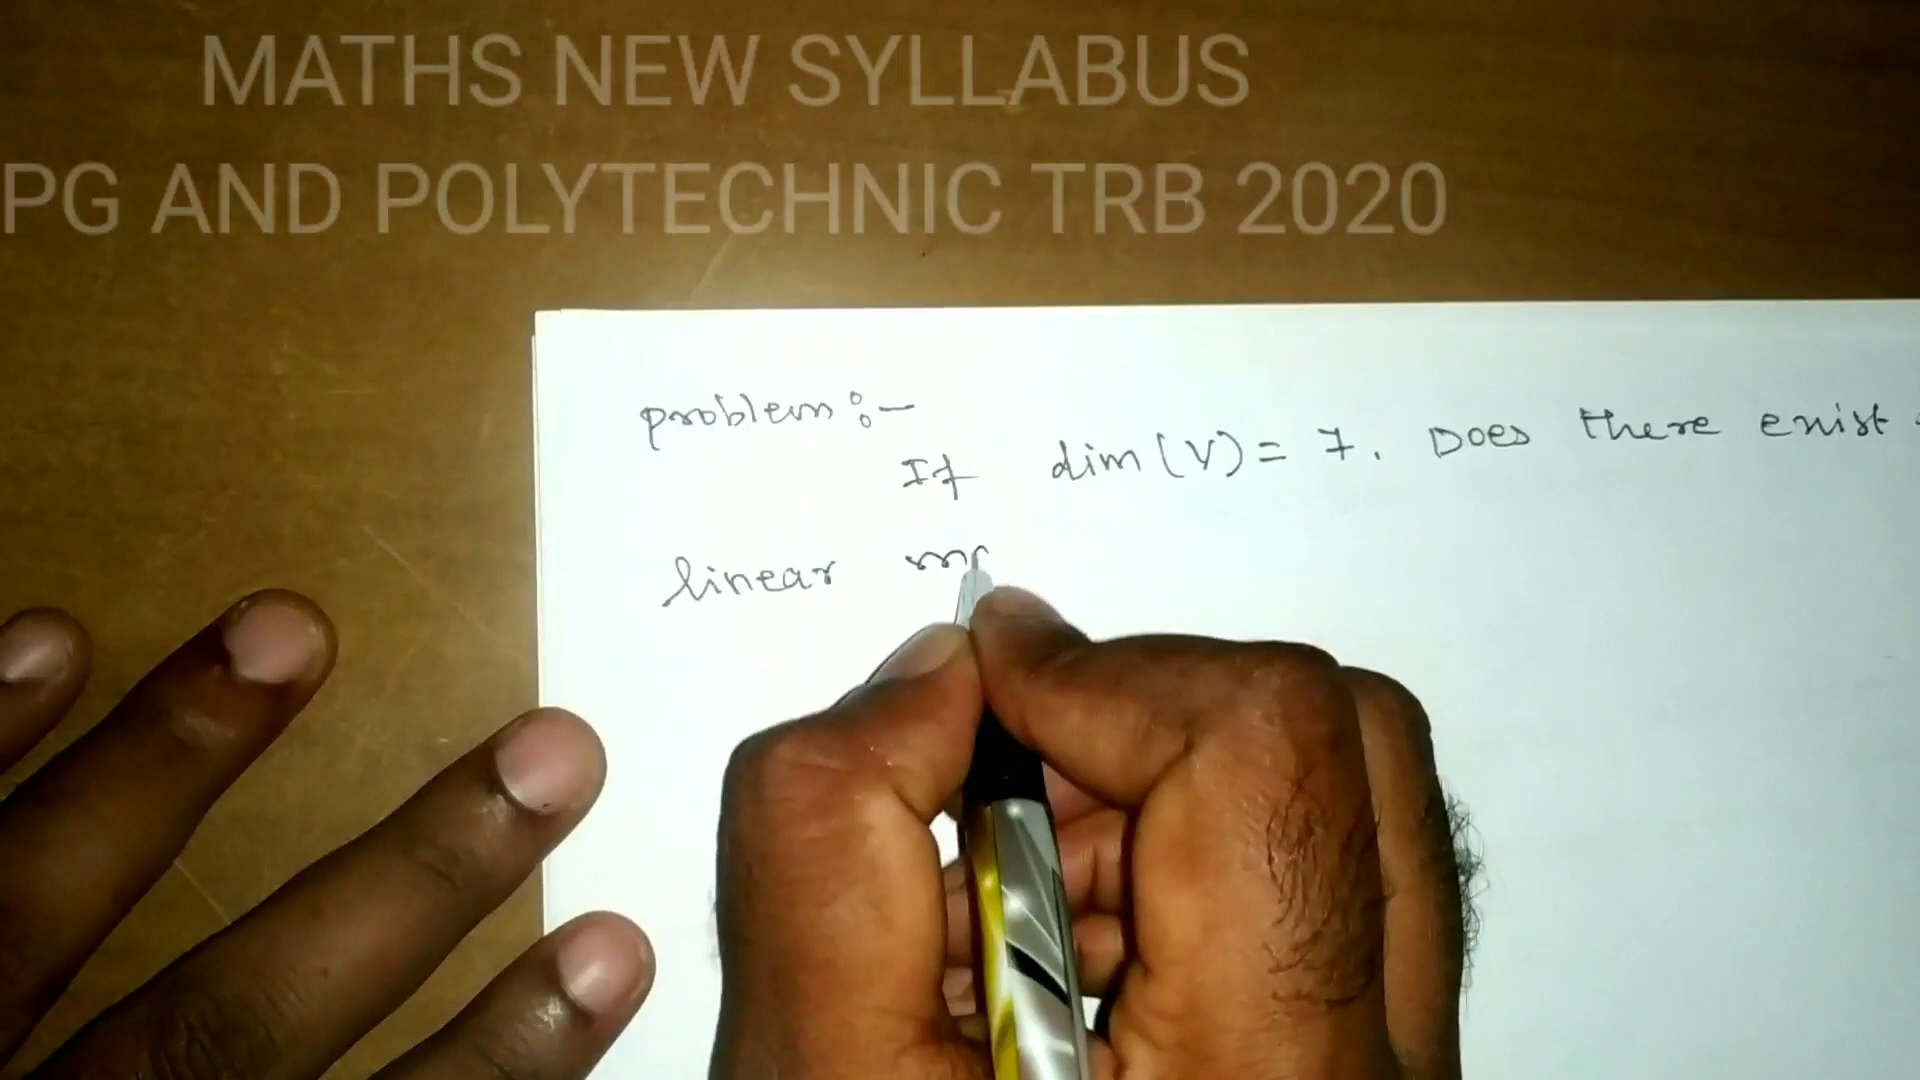 MATHS NEW SYLLABUS
PG AND POLYTECHNIC TRB 2020
problem :-
If dim (V) = 7. Does there exist
linear